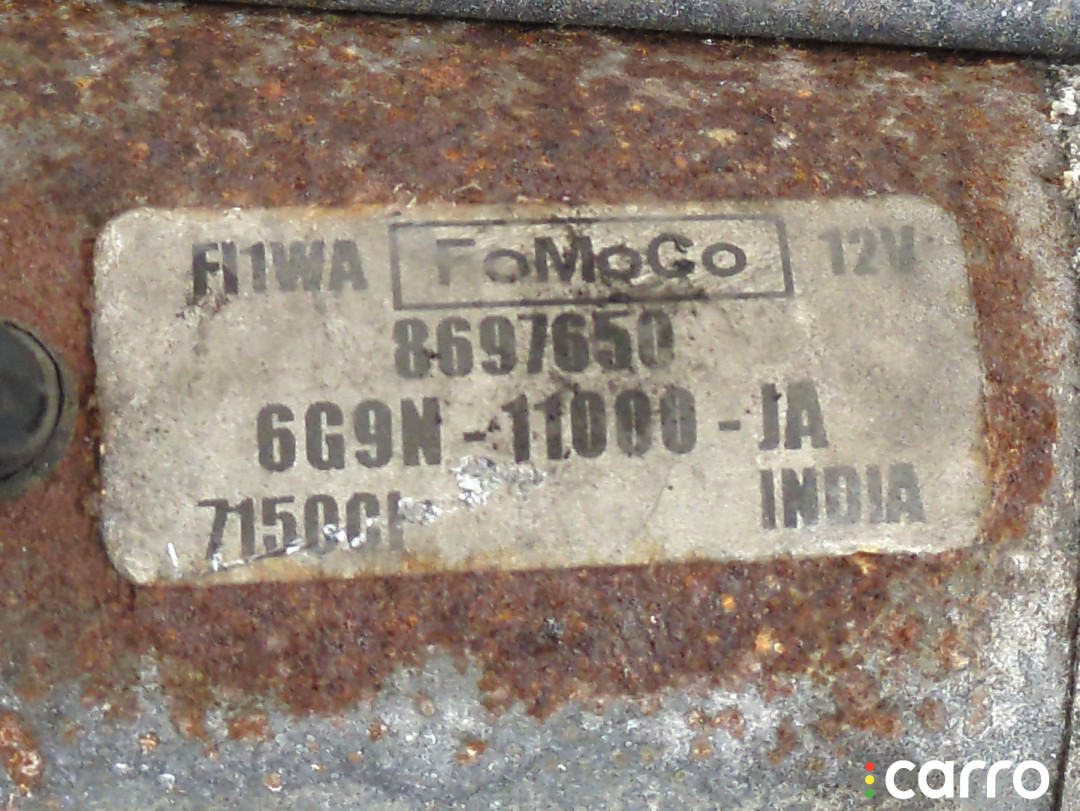 FI1WA FoMoCo 12V
8697650
6G9N-11000-JA
INDIA
carro